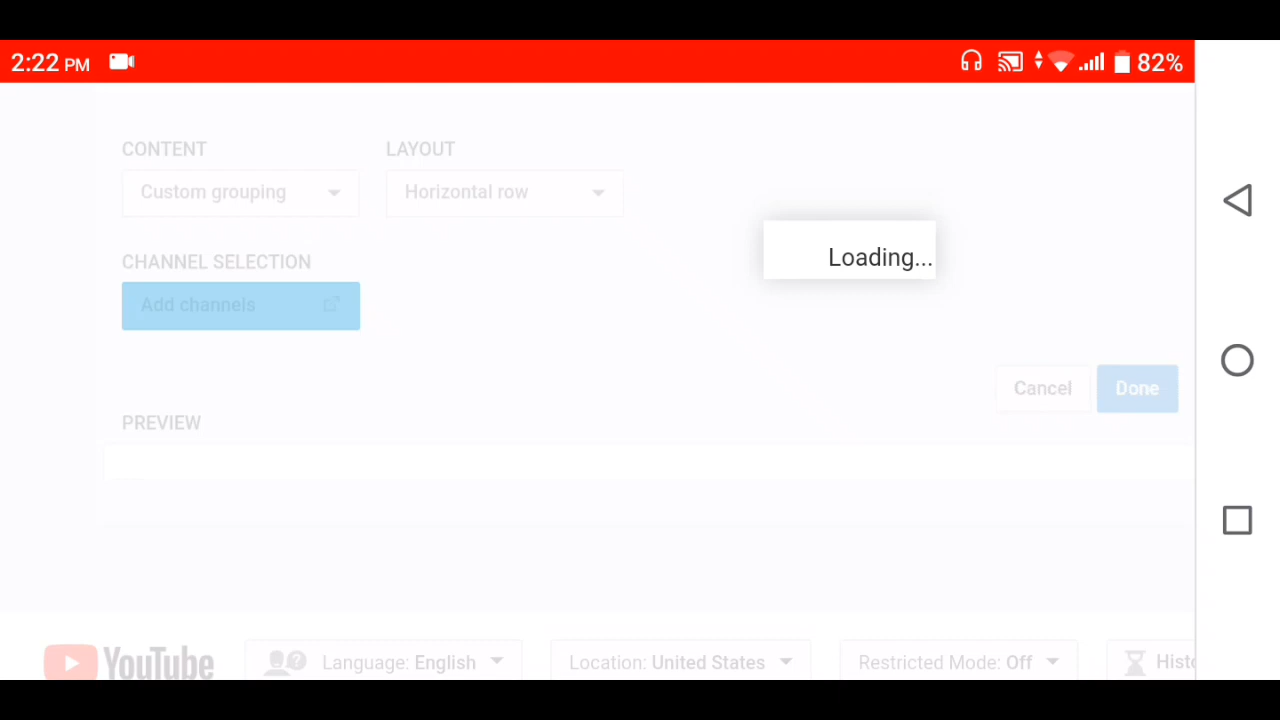 2:22 PM 82%
CONTENT LAYOUT
Custom grouping Horizontal row
Loading...
CHANNEL SELECTION
Add channels
Cancel Done
PREVIEW
YouTube Language: English Location: United States Restricted Mode: Off Histo